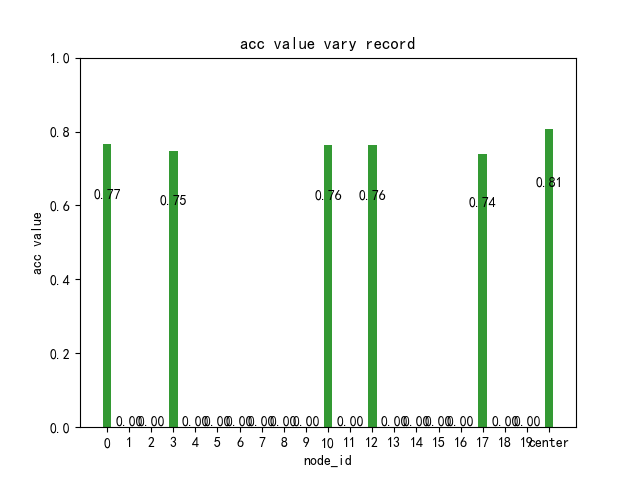 acc value vary record
acc value
1.0
0.8
0.6
0.4
0.2
0.0
0.77 0.00 0.00 0.75 0.00 0.00 0.00 0.00 0.00 0.00 0.76 0.00 0.76 0.00 0.00 0.00 0.00 0.74 0.00 0.00 0.81
0 1 2 3 4 5 6 7 8 9 10 11 12 13 14 15 16 17 18 19 center
node_id